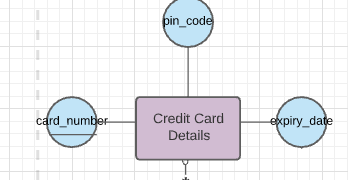 pin_code
card_number
Credit Card
Details
expiry_date